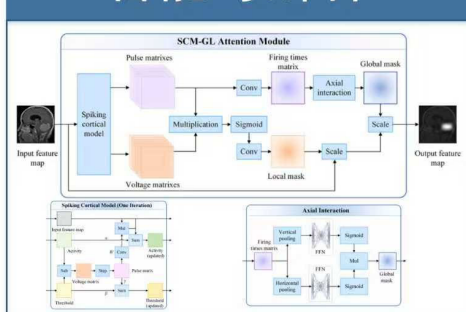 SCM-GL Attention Module
Pulse matrixes
Firing times
matrix
Global
mask
Conv
Axial
interaction
Spiking
cortical
model
Multiplication
Sigmoid
Scale
Input feature
map
Conv
Scale
Output feature
map
Voltage matrixes
Local mask
Spiking Cortical Model (One Iteration)
Input feature map
Mul
Sum
Activity
Activity
(updated)
Conv
Sub
Step
Voltage matrix
Pulse matrix
Threshold
Sum
Threshold
(updated)
Axial Interaction
Vertical
pooling
FFN
Sigmoid
Firing
times
matrix
Mul
Global
mask
FFN
Horizontal
pooling
Sigmoid